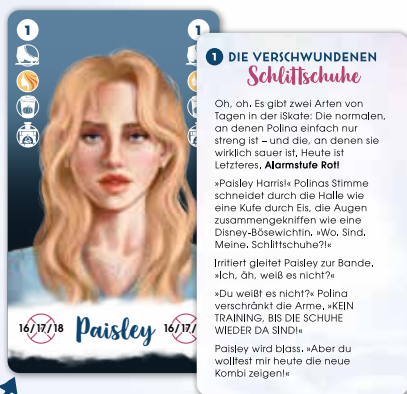 1
1
16/17/18
Paisley
16/17/
1 DIE VERSCHWUNDENEN
Schlittschuhe
Oh, oh. Es gibt zwei Arten von
Tagen in der iSkate: Die normalen,
an denen Polina einfach nur
streng ist – und die, an denen sie
wirklich sauer ist. Heute ist
Letzteres. Alarmstufe Rot!
»Paisley Harris!« Polinas Stimme
schneidet durch die Halle wie
eine Kufe durch Eis, die Augen
zusammengekniffen wie eine
Disney-Bösewichtin. »Wo. Sind.
Meine. Schlittschuhe?!«
Irritiert gleitet Paisley zur Bande.
»Ich, äh, weiß es nicht?«
»Du weißt es nicht?« Polina
verschränkt die Arme. »KEIN
TRAINING, BIS DIE SCHUHE
WIEDER DA SIND!«
Paisley wird blass. »Aber du
wolltest mir heute die neue
Kombi zeigen!«